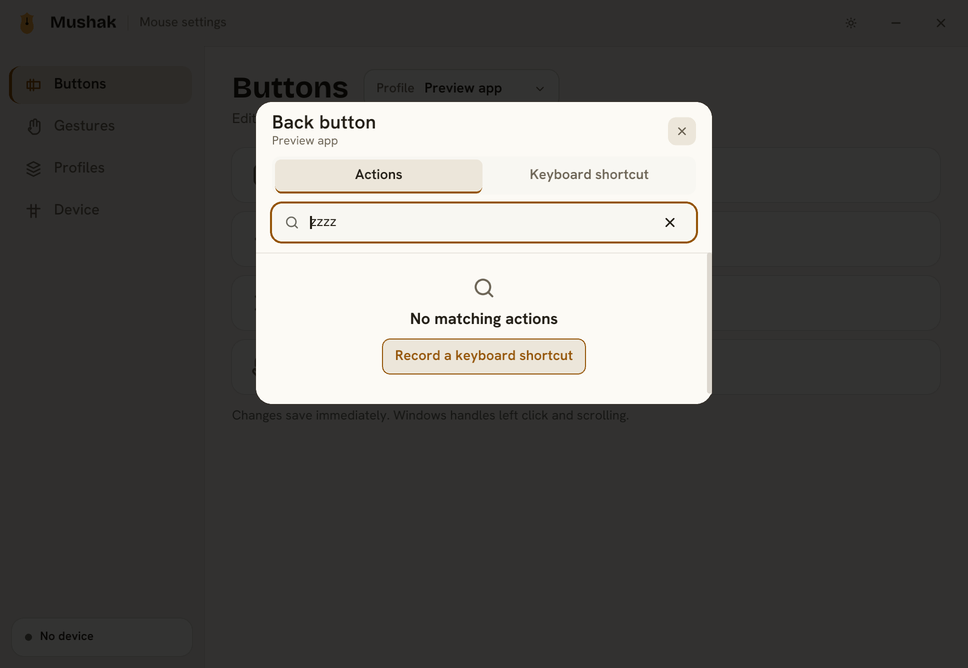 Mushak Mouse settings
Buttons
Gestures
Profiles
Device
No device
Buttons Profile Preview app
Back button
Preview app
Actions Keyboard shortcut
zzzz
No matching actions
Record a keyboard shortcut
Changes save immediately. Windows handles left click and scrolling.